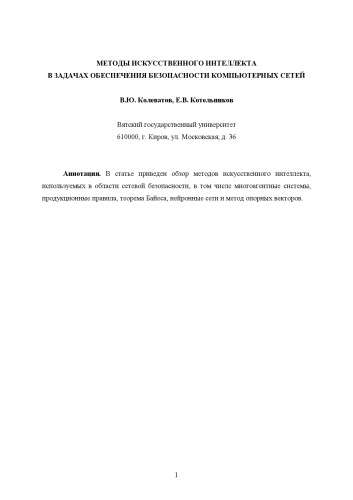 МЕТОДЫ ИСКУССТВЕННОГО ИНТЕЛЛЕКТА
В ЗАДАЧАХ ОБЕСПЕЧЕНИЯ БЕЗОПАСНОСТИ КОМПЬЮТЕРНЫХ СЕТЕЙ
В.Ю. Колеватов, Е.В. Котельников
Вятский государственный университет
610000, г. Киров, ул. Московская, д. 36
Аннотация. В статье приведен обзор методов искусственного интеллекта,
используемых в области сетевой безопасности, в том числе многоагентные системы,
продукционные правила, теорема Байеса, нейронные сети и метод опорных векторов.
1